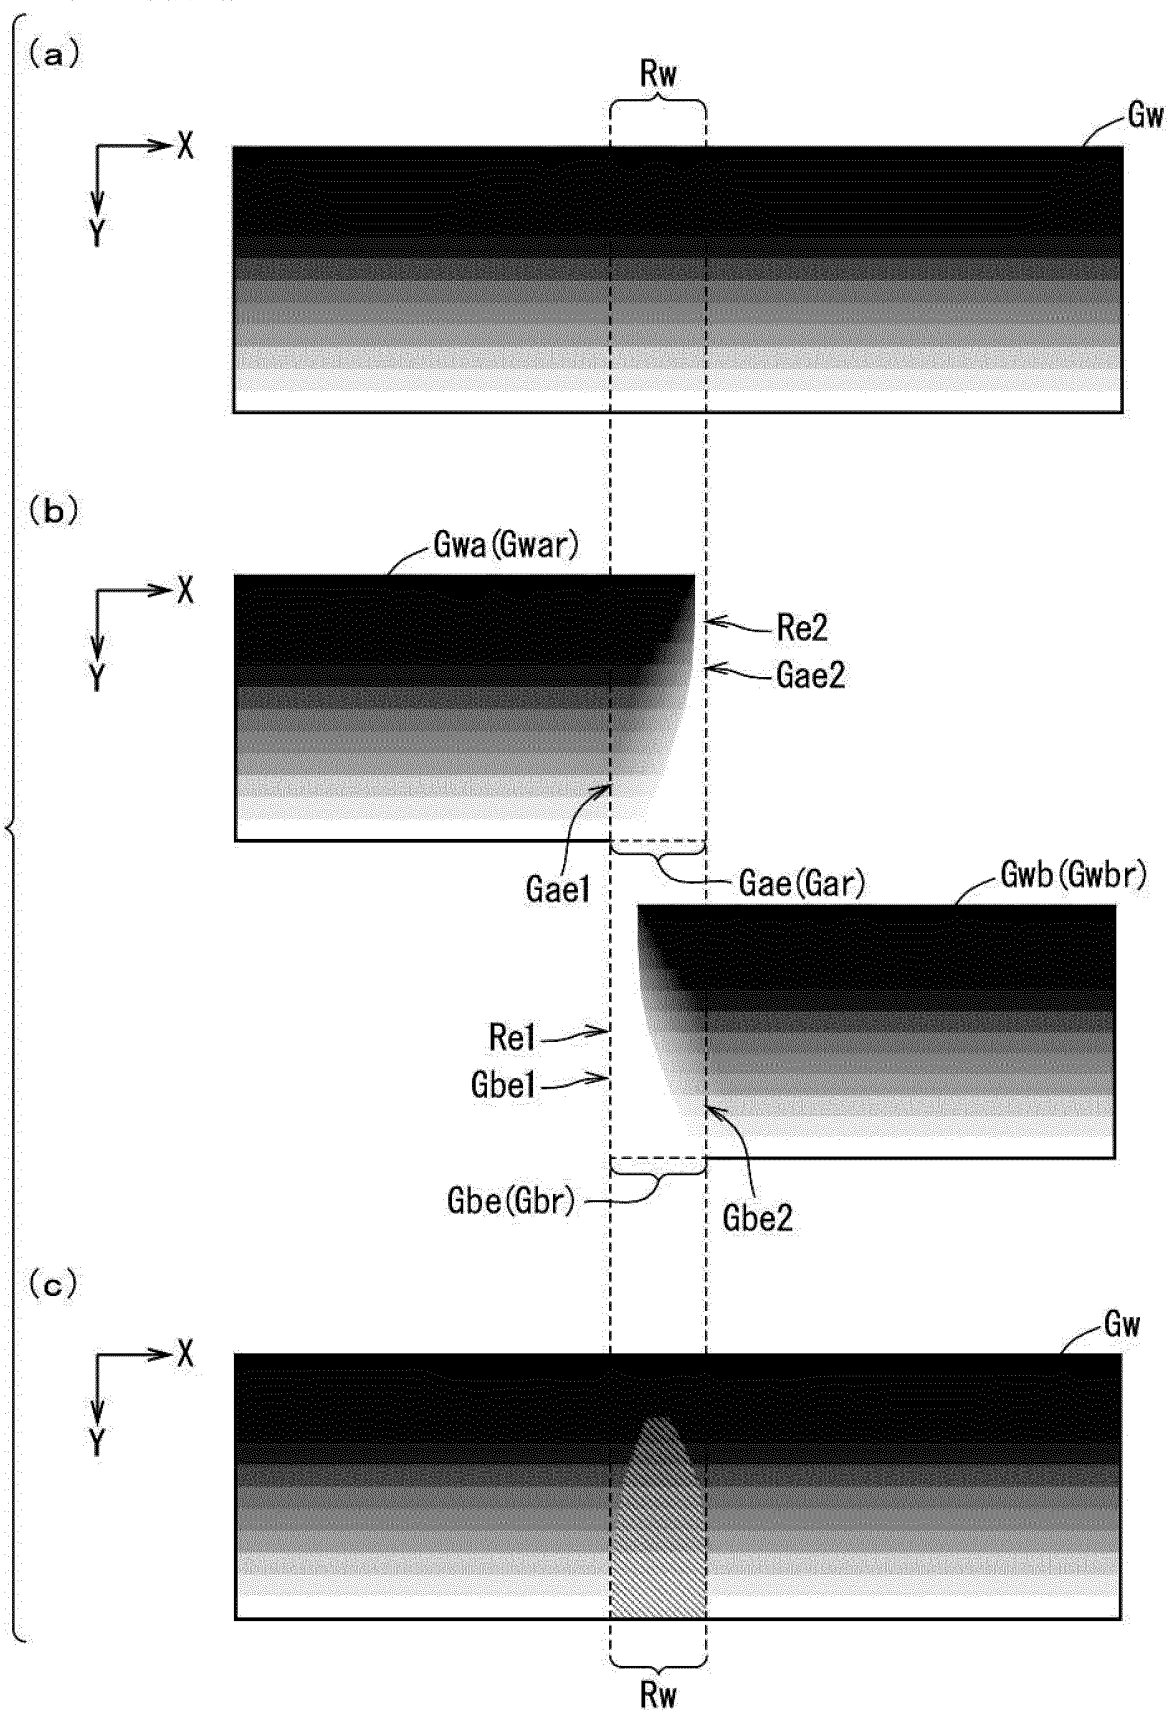 (a)
Rw
Gw
X
Y
(b)
Gwa(Gwar)
X
Re2
Y
Gae2
Gae1
Gae(Gar)
Gwb(Gwbr)
Re1
Gbe1
Gbe(Gbr)
Gbe2
(c)
Gw
X
Y
Rw